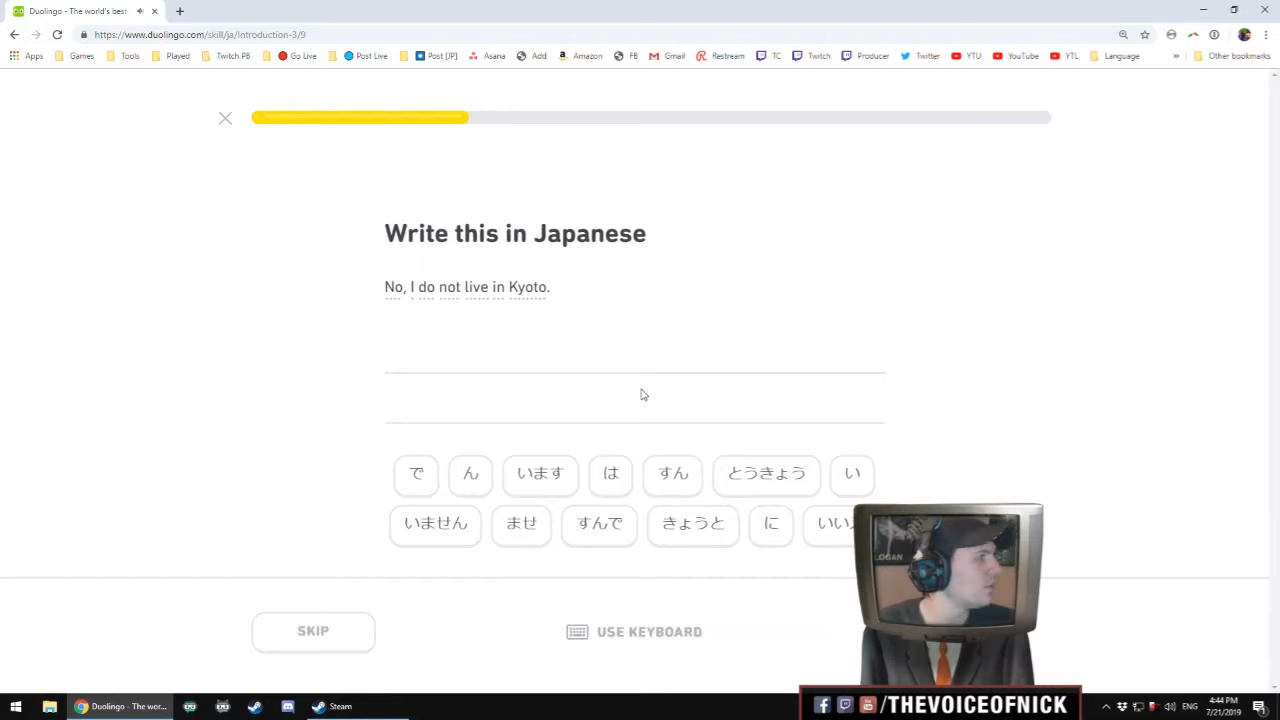 Duolingo - The world's best
https://www.duolingo.com/skill/ja/introduction-3/9
Apps Games Tools Played Twitch PB Go Live Post Live Post [JP] Asana Add Amazon FB Gmail Restream TC Twitch Producer Twitter YTU YouTube YTL Language » Other bookmarks
Write this in Japanese
No, I do not live in Kyoto.
で ん います は すん とうきょう い
いません ませ すんで きょうと に
SKIP
USE KEYBOARD
LOGAN
/THEVOICEOFNICK
Duolingo - The wor...
Steam
ENG
4:44 PM
7/21/2019